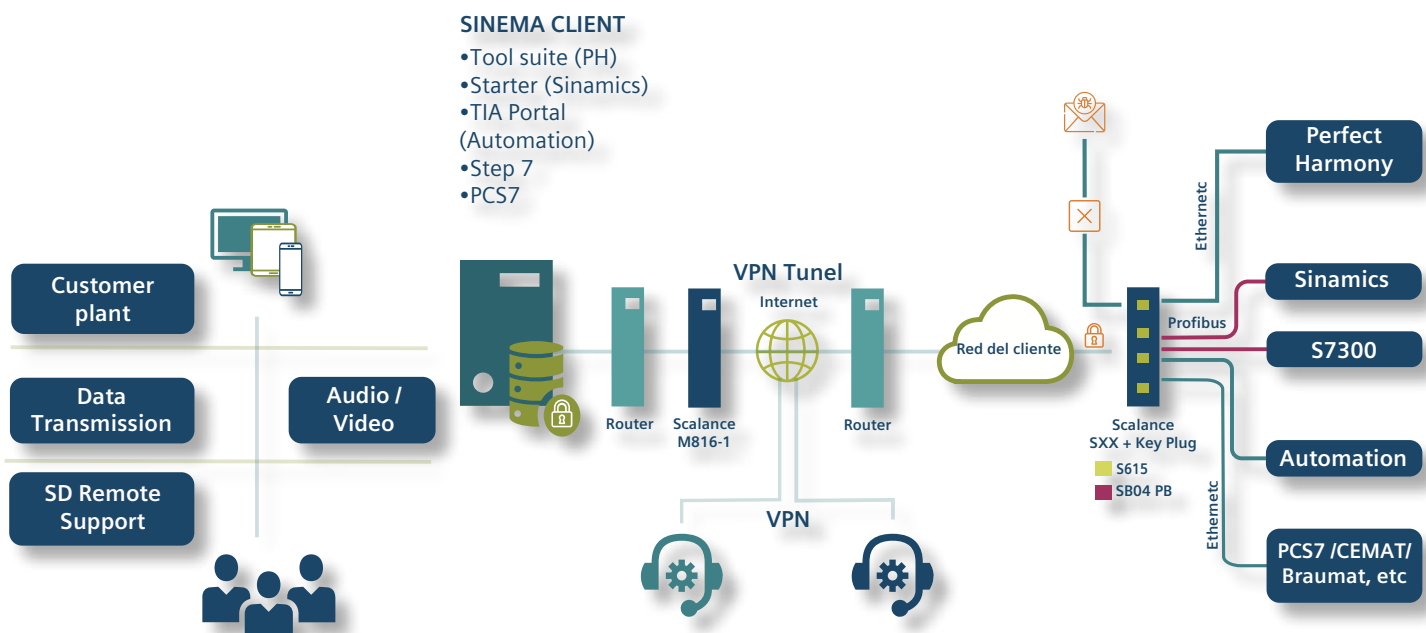 SINEMA CLIENT
•Tool suite (PH)
•Starter (Sinamics)
•TIA Portal
(Automation)
•Step 7
•PCS7
Customer
plant
Data
Transmission
Audio /
Video
SD Remote
Support
VPN Tunel
Internet
Router
Scalance
M816-1
Router
VPN
Red del cliente
Scalance
SXX + Key Plug
S615
SB04 PB
Ethernetc
Profibus
Ethernetc
Perfect
Harmony
Sinamics
S7300
Automation
PCS7 /CEMAT/
Braumat, etc